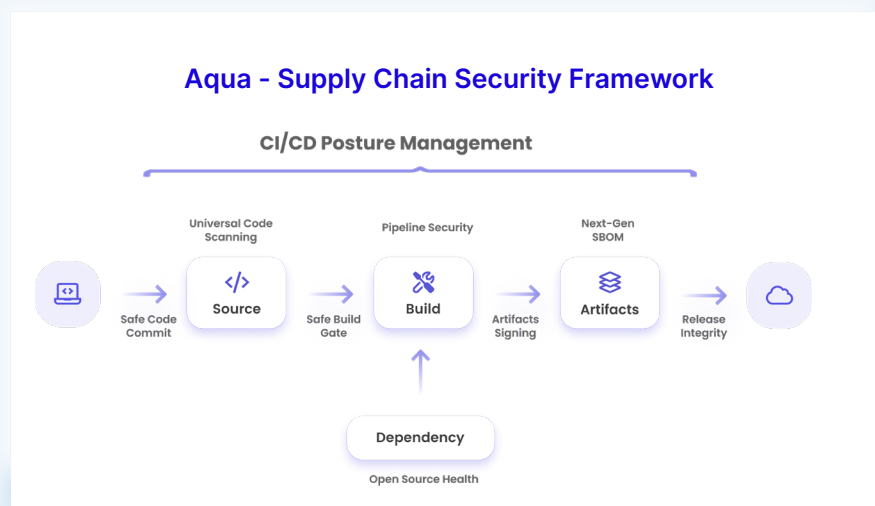 Aqua - Supply Chain Security Framework
CI/CD Posture Management
Universal Code
Scanning
Pipeline Security
Next-Gen
SBOM
</>
Source
Build
Artifacts
Safe Code
Commit
Safe Build
Gate
Artifacts
Signing
Release
Integrity
Dependency
Open Source Health